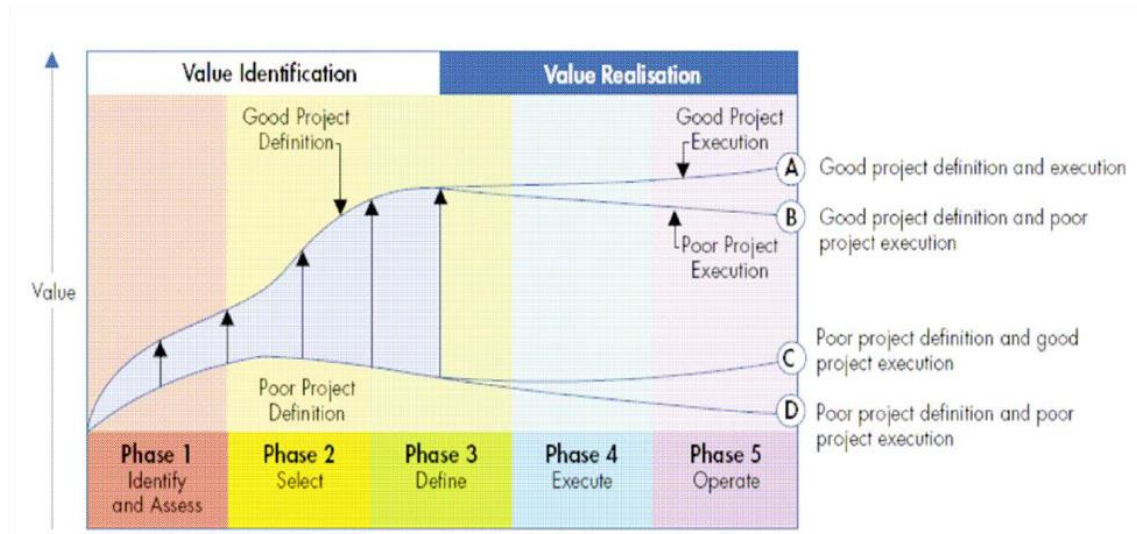 Value Identification
Value Realisation
Good Project
Definition
Good Project
Execution
A
Good project definition and execution
B
Good project definition and poor
project execution
Poor Project
Execution
Value
Poor Project
Definition
C
Poor project definition and good
project execution
D
Poor project definition and poor
project execution
Phase 1
Identify
and Assess
Phase 2
Select
Phase 3
Define
Phase 4
Execute
Phase 5
Operate